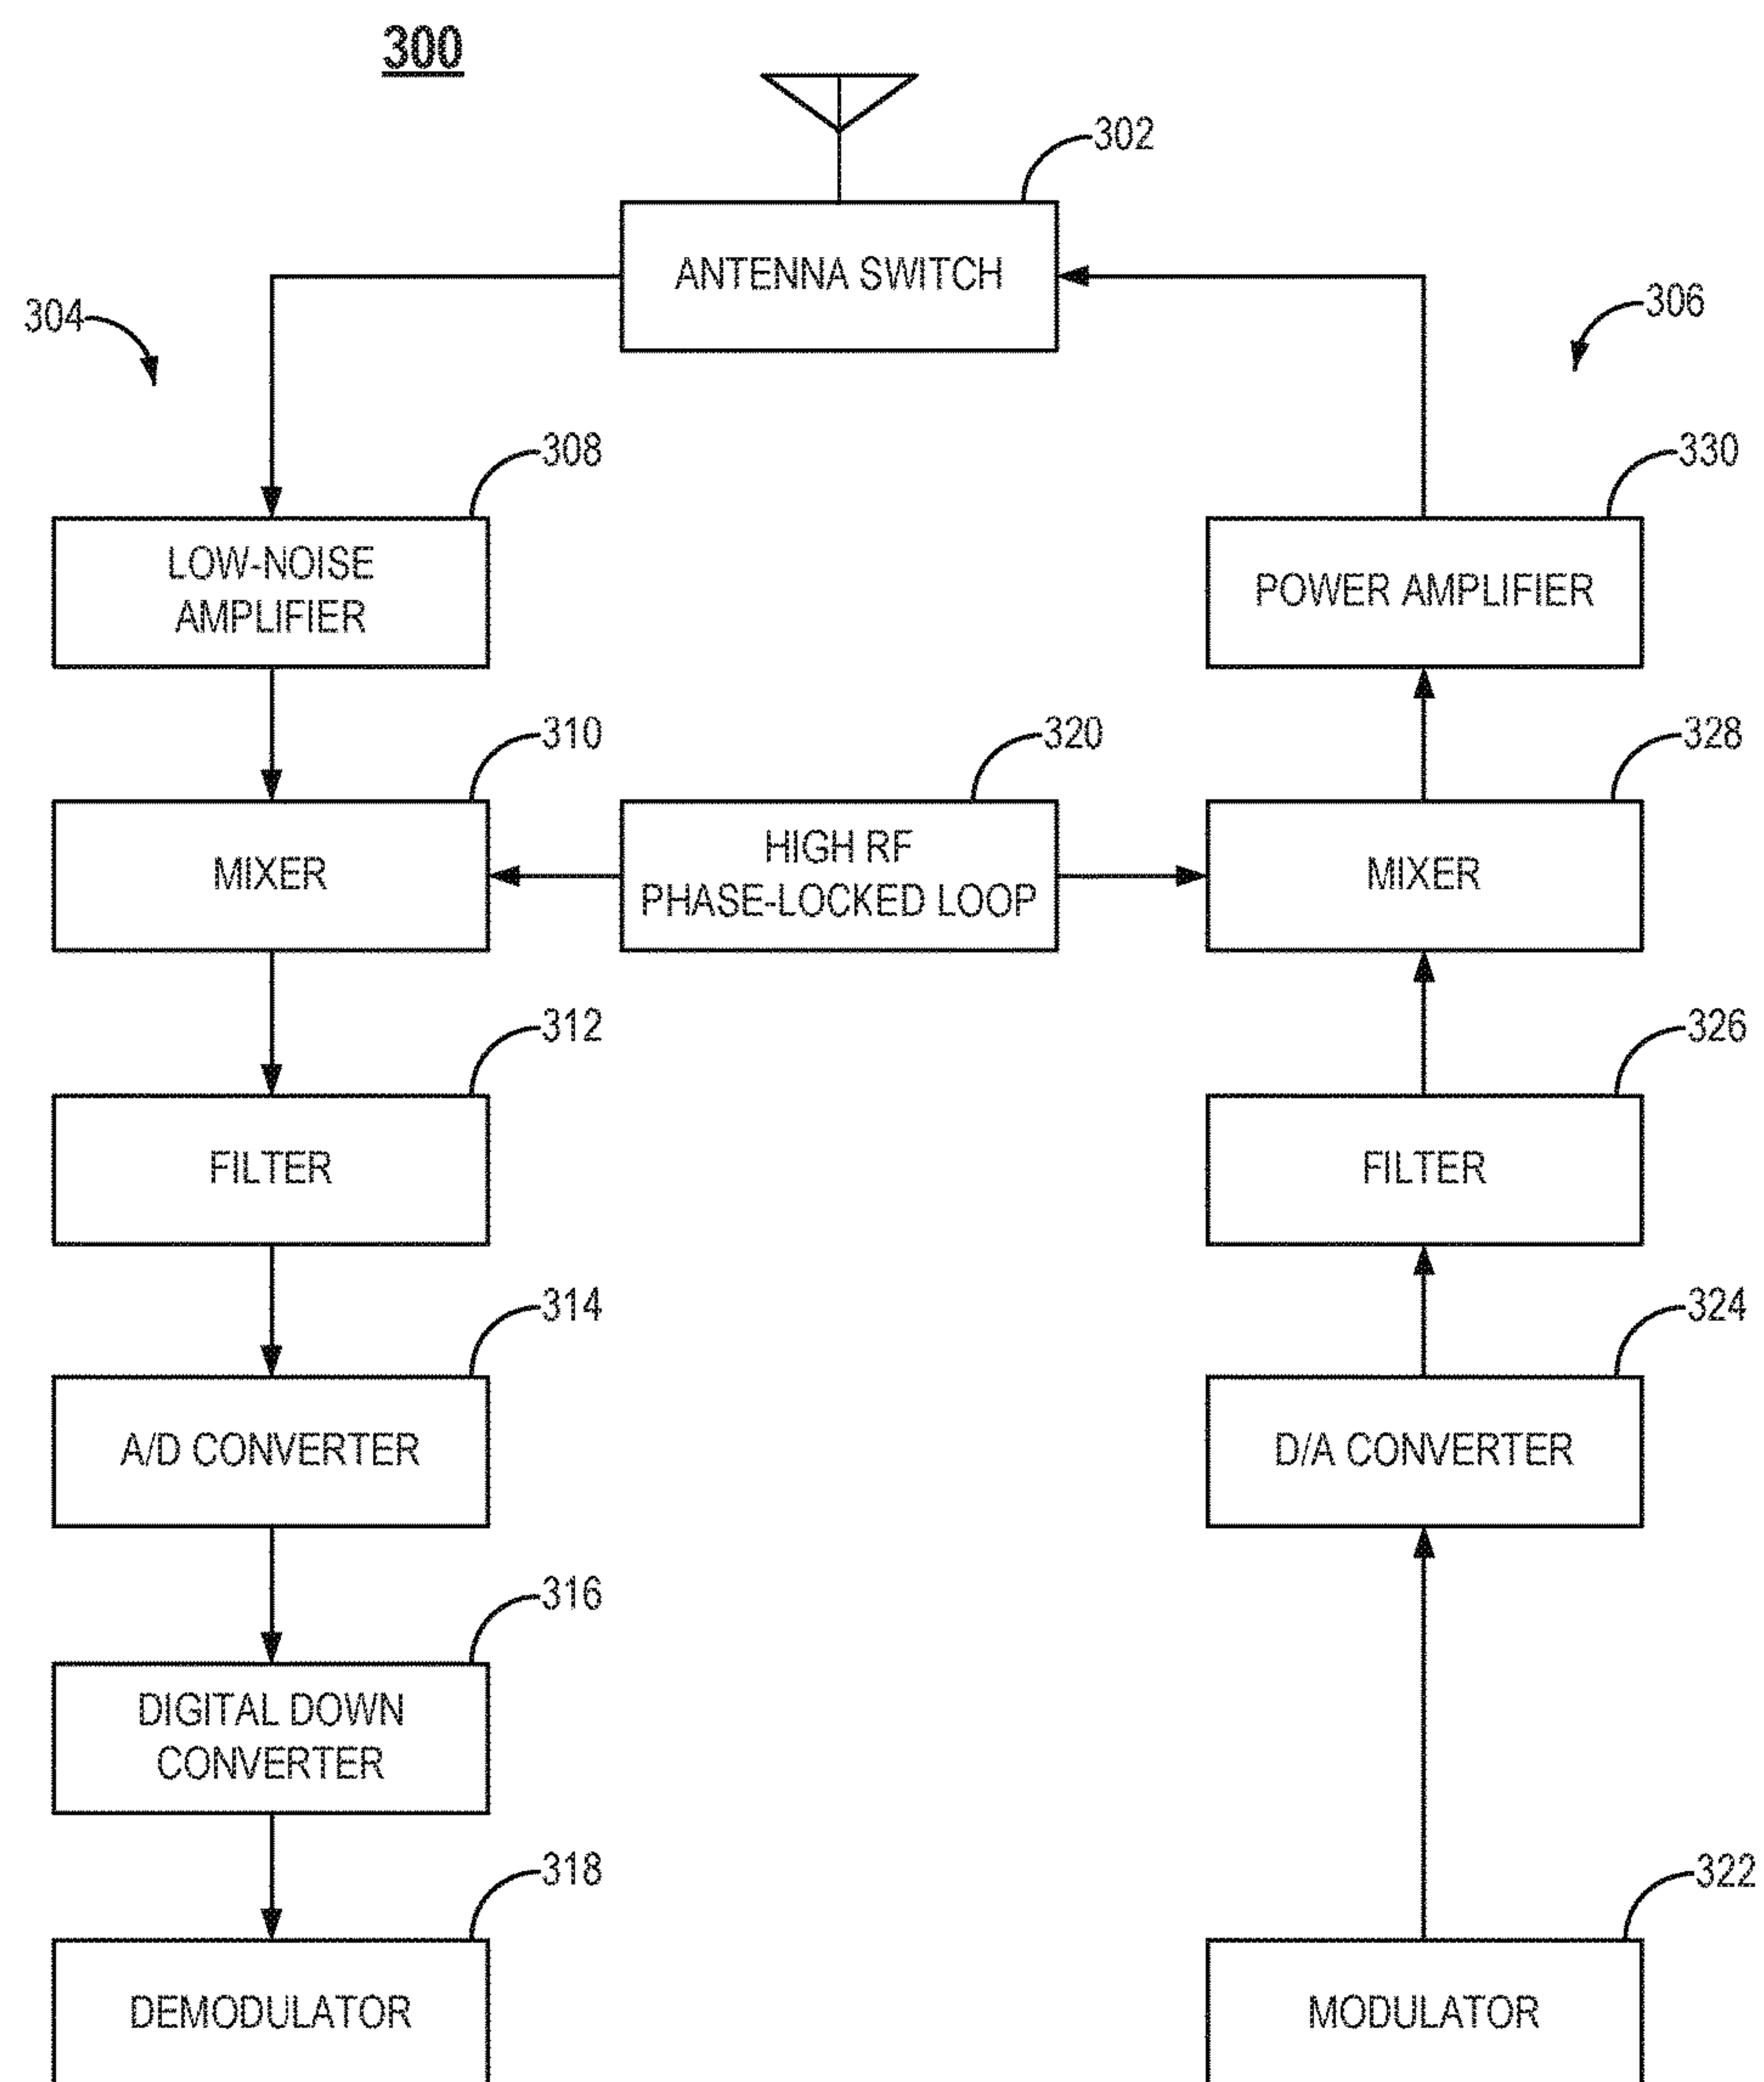 300
302
ANTENNA SWITCH
304
306
308
LOW-NOISE
AMPLIFIER
330
POWER AMPLIFIER
310
MIXER
320
HIGH RF
PHASE-LOCKED LOOP
328
MIXER
312
FILTER
326
FILTER
314
A/D CONVERTER
324
D/A CONVERTER
316
DIGITAL DOWN
CONVERTER
318
DEMODULATOR
322
MODULATOR